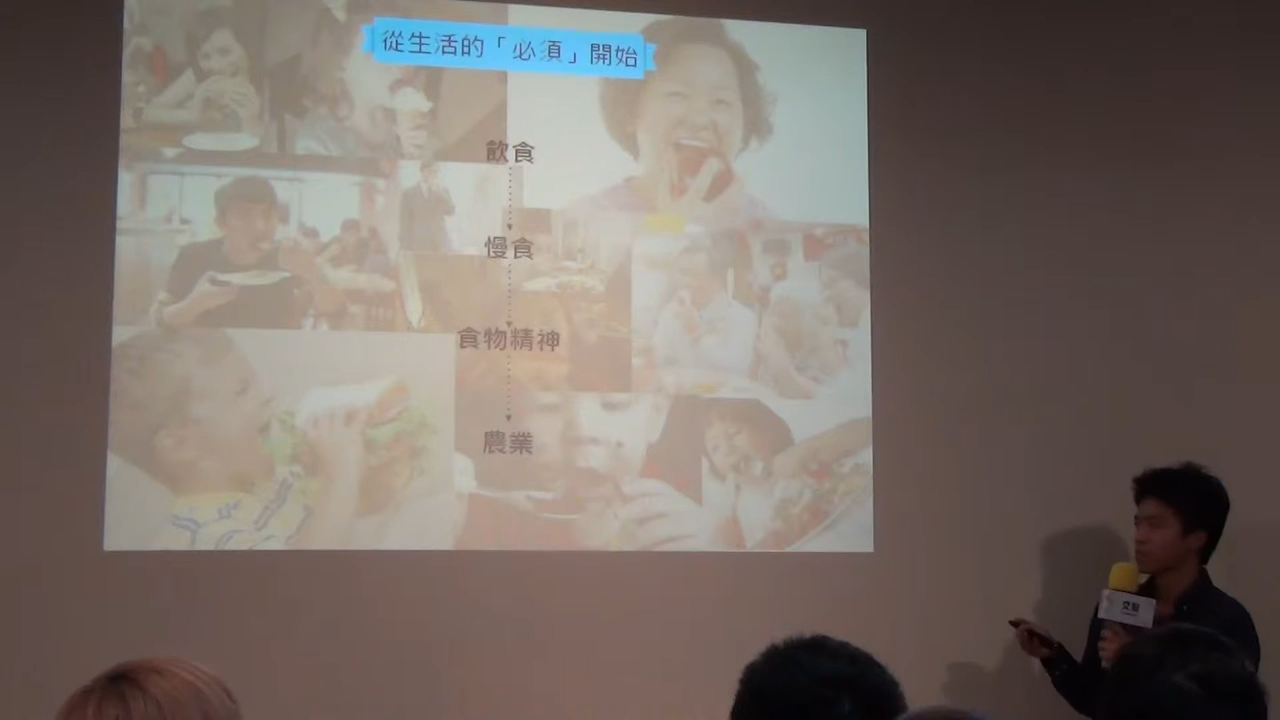 從生活的「必須」開始
飲食
慢食
食物精神
農業